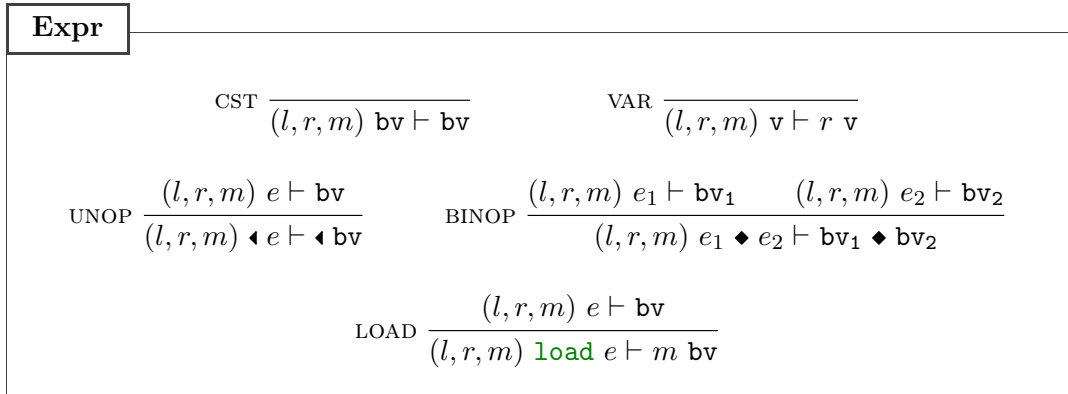 Expr
CST (l, r, m) bv ⊢ bv
VAR (l, r, m) v ⊢ r v
(l, r, m) e ⊢ bv
UNOP (l, r, m) ◂ e ⊢ ◂ bv
(l, r, m) e₁ ⊢ bv₁ (l, r, m) e₂ ⊢ bv₂
BINOP (l, r, m) e₁ ◆ e₂ ⊢ bv₁ ◆ bv₂
(l, r, m) e ⊢ bv
LOAD (l, r, m) load e ⊢ m bv